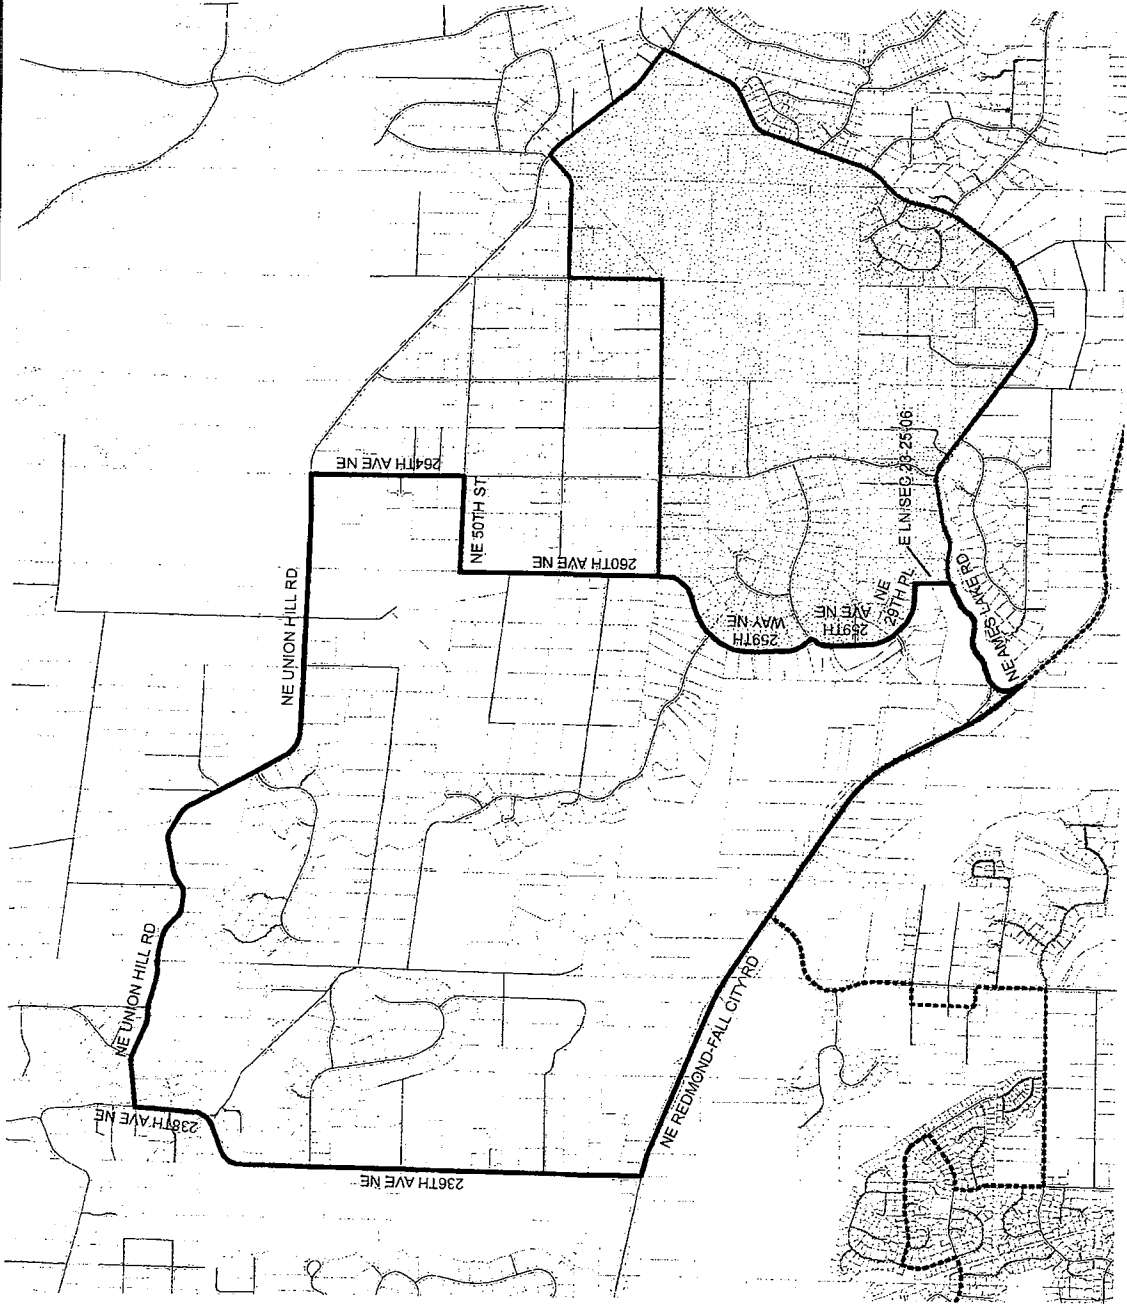 264TH AVE NE
NE 50TH ST
NE UNION HILL RD
260TH AVE NE
E LN SEC 23-25-06
259TH
WAY NE
259TH
AVE NE
NE
29TH PL
NE AMES LAKE RD
NE UNION HILL RD
238TH AVE NE
236TH AVE NE
NE REDMOND-FALL CITY RD